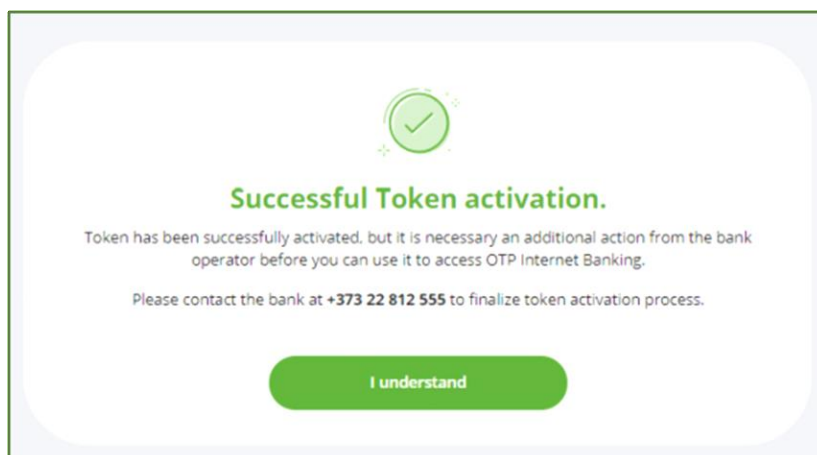 Successful Token activation.
Token has been successfully activated, but it is necessary an additional action from the bank
operator before you can use it to access OTP Internet Banking.
Please contact the bank at +373 22 812 555 to finalize token activation process.
I understand